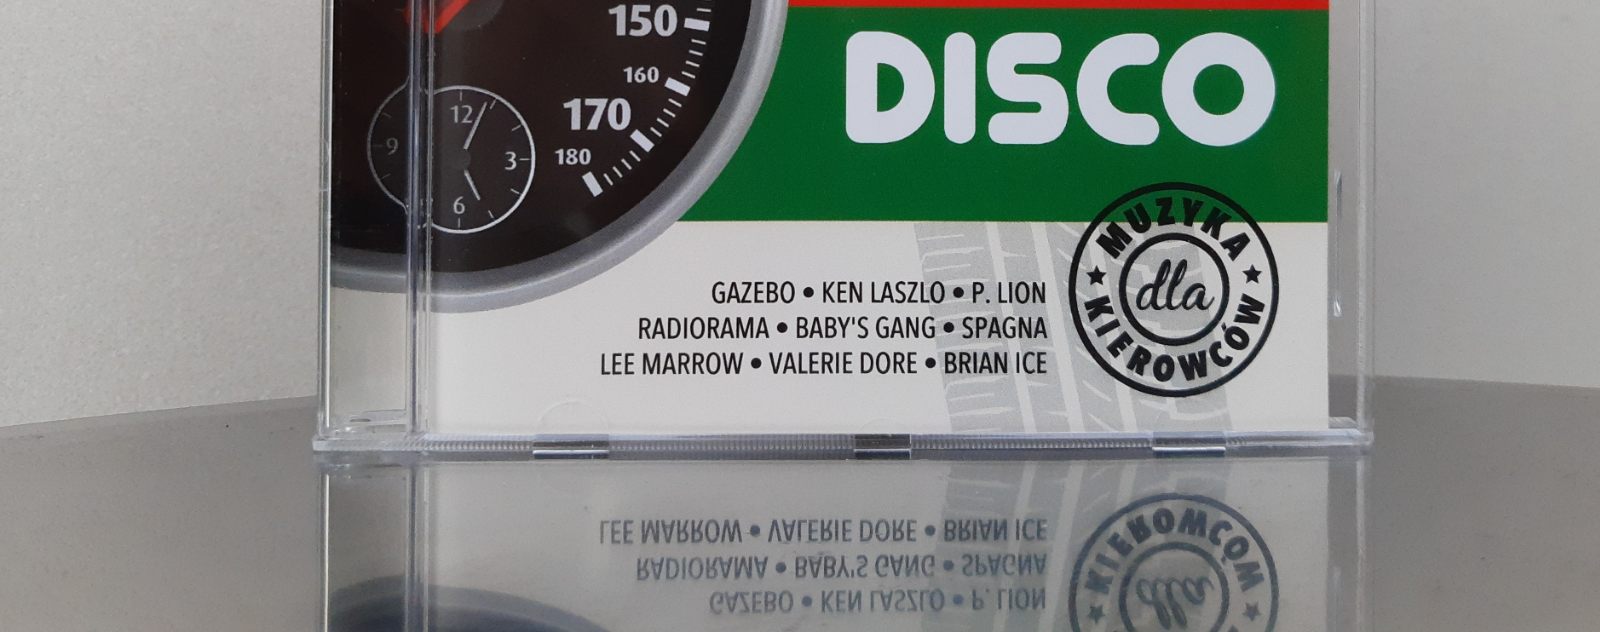 150
160
170
180
12
9
3
6
DISCO
MUZYKA
dla
KIEROWCÓW
GAZEBO • KEN LASZLO • P. LION
RADIORAMA • BABY'S GANG • SPAGNA
LEE MARROW • VALERIE DORE • BRIAN ICE